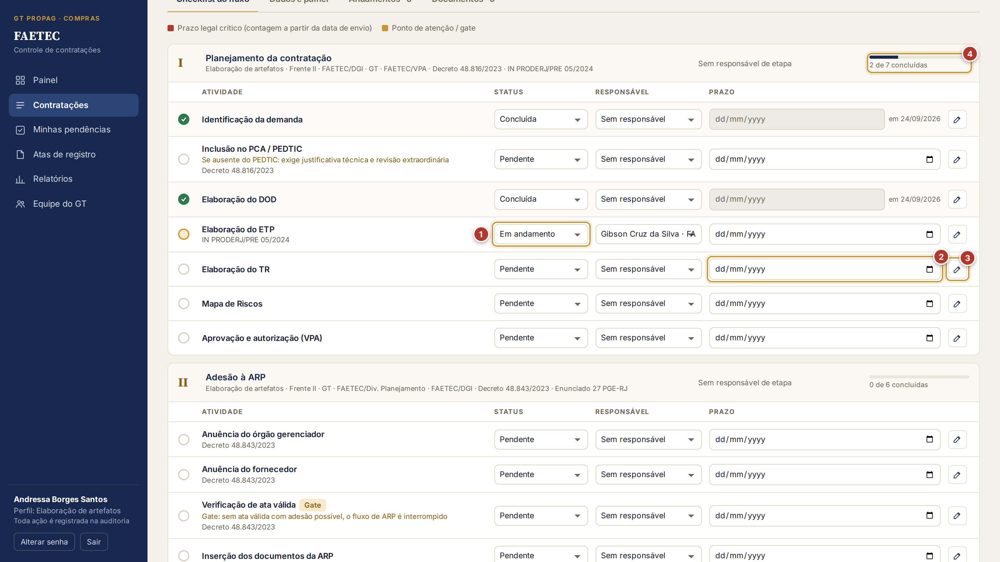 GT PROPAG · COMPRAS
FAETEC
Controle de contratações
Painel
Contratações
Minhas pendências
Atas de registro
Relatórios
Equipe do GT
Andressa Borges Santos
Perfil: Elaboração de artefatos
Toda ação é registrada na auditoria
Alterar senha Sair
Checklist do fluxo Dados e painel Andamentos Documentos
Prazo legal crítico (contagem a partir da data de envio) Ponto de atenção / gate
I Planejamento da contratação
Elaboração de artefatos · Frente II · FAETEC/DGI · GT · FAETEC/VPA · Decreto 48.816/2023 · IN PRODERJ/PRE 05/2024
Sem responsável de etapa
2 de 7 concluídas
4
ATIVIDADE STATUS RESPONSÁVEL PRAZO
Identificação da demanda Concluída Sem responsável dd/mm/yyyy em 24/09/2026
Inclusão no PCA / PEDTIC
Se ausente do PEDTIC: exige justificativa técnica e revisão extraordinária
Decreto 48.816/2023
Pendente Sem responsável dd/mm/yyyy
Elaboração do DOD Concluída Sem responsável dd/mm/yyyy em 24/09/2026
Elaboração do ETP
IN PRODERJ/PRE 05/2024
1 Em andamento Gibson Cruz da Silva · FA dd/mm/yyyy
Elaboração do TR Pendente Sem responsável dd/mm/yyyy 2 3
Mapa de Riscos Pendente Sem responsável dd/mm/yyyy
Aprovação e autorização (VPA) Pendente Sem responsável dd/mm/yyyy
II Adesão à ARP
Elaboração de artefatos · Frente II · GT · FAETEC/Div. Planejamento · FAETEC/DGI · Decreto 48.843/2023 · Enunciado 27 PGE-RJ
Sem responsável de etapa
0 de 6 concluídas
ATIVIDADE STATUS RESPONSÁVEL PRAZO
Anuência do órgão gerenciador
Decreto 48.843/2023
Pendente Sem responsável dd/mm/yyyy
Anuência do fornecedor
Decreto 48.843/2023
Pendente Sem responsável dd/mm/yyyy
Verificação de ata válida Gate
Gate: sem ata válida com adesão possível, o fluxo de ARP é interrompido
Decreto 48.843/2023
Pendente Sem responsável dd/mm/yyyy
Inserção dos documentos da ARP Pendente Sem responsável dd/mm/yyyy